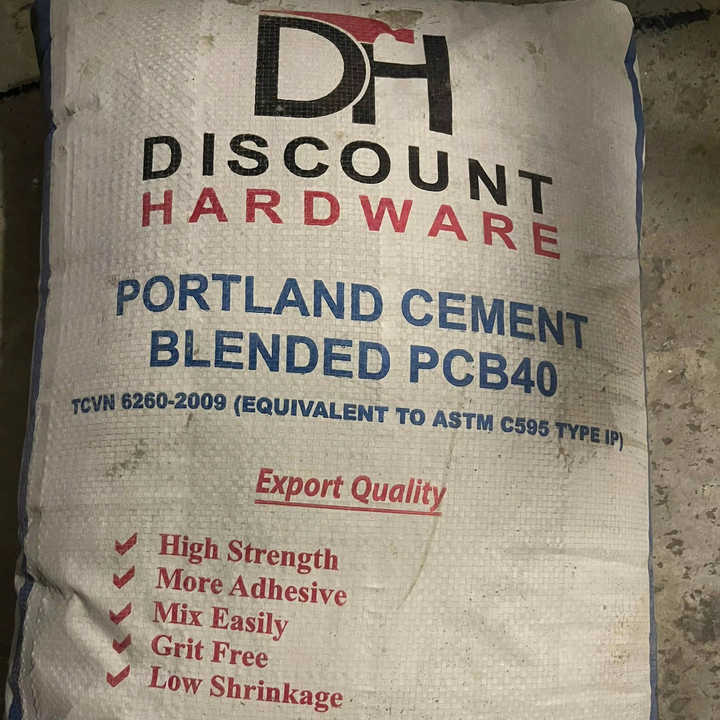 DH
DISCOUNT
HARDWARE
PORTLAND CEMENT
BLENDED PCB40
TCVN 6260-2009 (EQUIVALENT TO ASTM C595 TYPE IP)
Export Quality
High Strength
More Adhesive
Mix Easily
Grit Free
Low Shrinkage